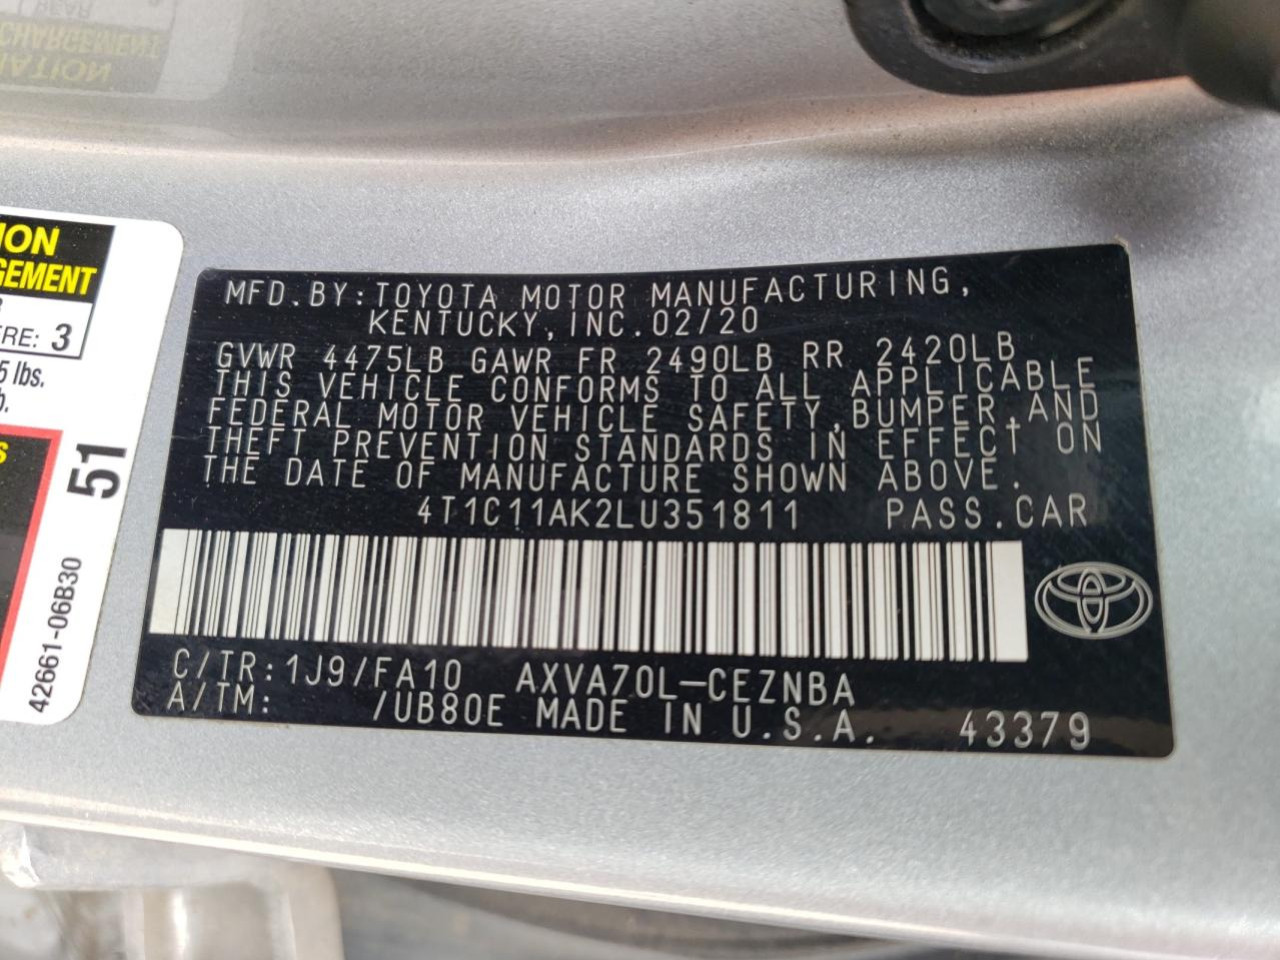 CHARGEMENT
ION
GEMENT
RE: 3
5 lbs.
51
42661-06B30
MFD.BY:TOYOTA MOTOR MANUFACTURING,
KENTUCKY,INC.02/20
GVWR 4475LB GAWR FR 2490LB RR 2420LB
THIS VEHICLE CONFORMS TO ALL APPLICABLE
FEDERAL MOTOR VEHICLE SAFETY,BUMPER,AND
THEFT PREVENTION STANDARDS IN EFFECT ON
THE DATE OF MANUFACTURE SHOWN ABOVE.
4T1C11AK2LU351811 PASS.CAR
C/TR:1J9/FA10 AXVA70L-CEZNBA
A/TM: /UB80E MADE IN U.S.A. 43379